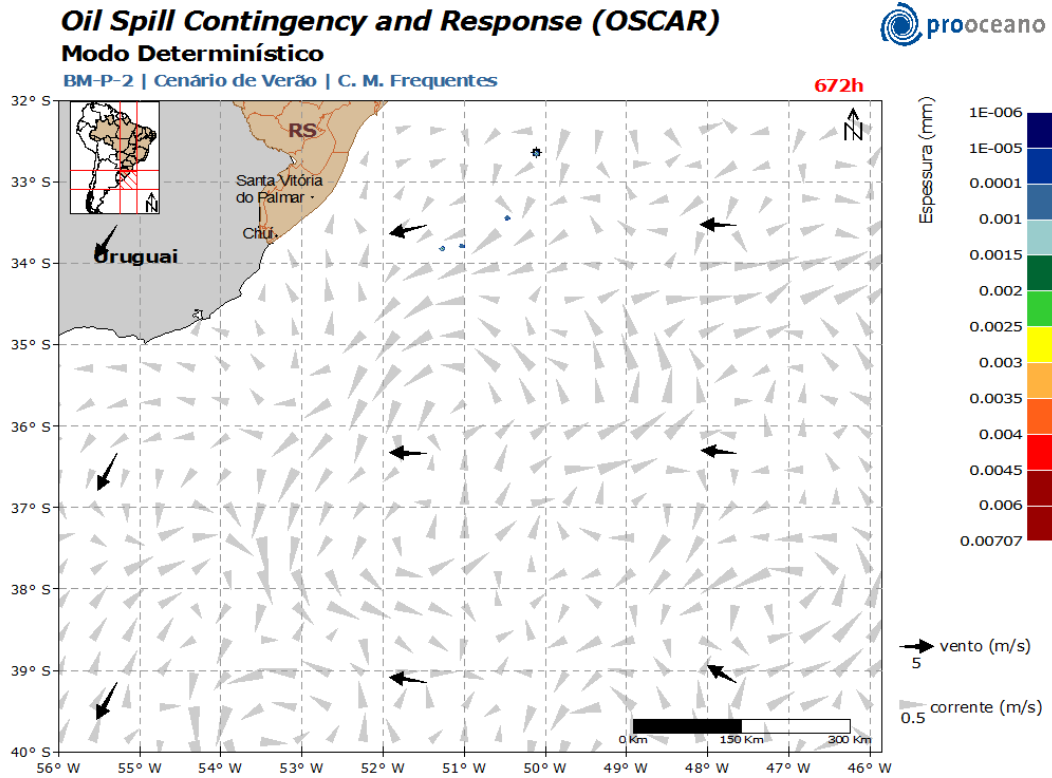 Oil Spill Contingency and Response (OSCAR)
prooceano
Modo Determinístico
BM-P-2 | Cenário de Verão | C. M. Frequentes
672h
32° S
33° S
34° S
35° S
36° S
37° S
38° S
39° S
40° S
RS
Santa Vitória
do Palmar
Chuí
Uruguai
N
N
Espessura (mm)
1E-006
1E-005
0.0001
0.001
0.0015
0.002
0.0025
0.003
0.0035
0.004
0.0045
0.006
0.00707
vento (m/s)
5
corrente (m/s)
0.5
0 Km
150 Km
300 Km
56° W
55° W
54° W
53° W
52° W
51° W
50° W
49° W
48° W
47° W
46° W